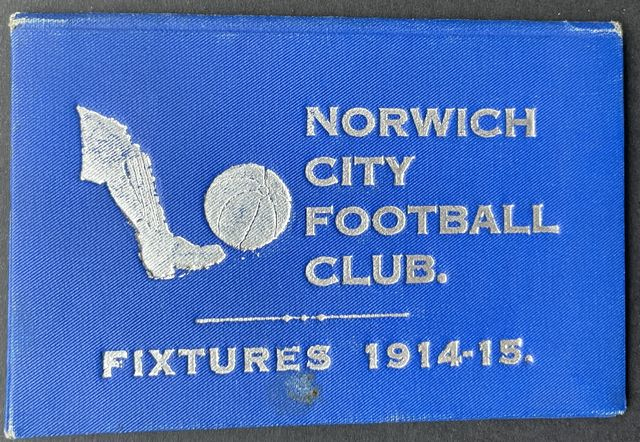 NORWICH
CITY
FOOTBALL
CLUB.
FIXTURES 1914-15.